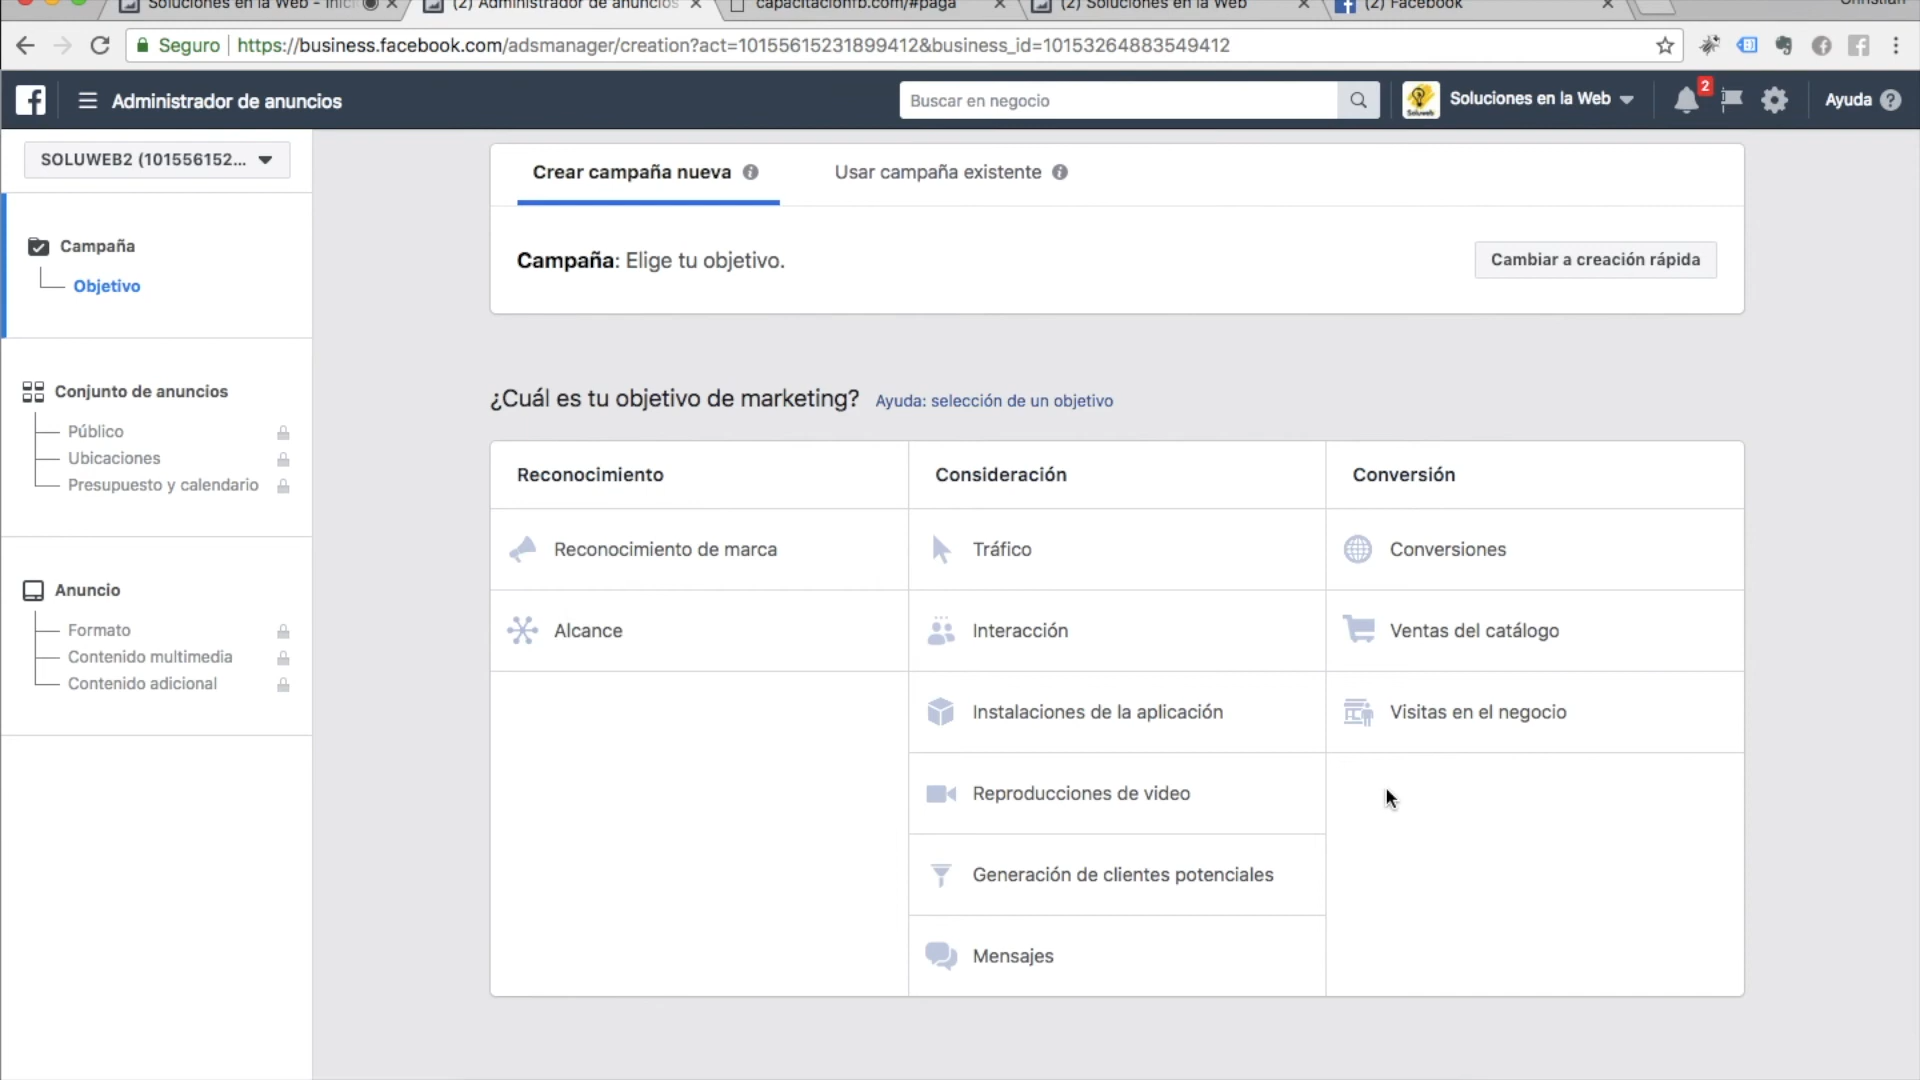 Soluciones en la Web - Inici
(2) Administrador de anuncios
capacitacionfb.com/#paga
(2) Soluciones en la Web
(2) Facebook
Christian
Seguro
https://business.facebook.com/adsmanager/creation?act=10155615231899412&business_id=10153264883549412
Administrador de anuncios
Buscar en negocio
Soluweb
Soluciones en la Web
2
Ayuda
SOLUWEB2 (101556152...
Campaña
Objetivo
Conjunto de anuncios
Público
Ubicaciones
Presupuesto y calendario
Anuncio
Formato
Contenido multimedia
Contenido adicional
Crear campaña nueva
Usar campaña existente
Campaña: Elige tu objetivo.
Cambiar a creación rápida
¿Cuál es tu objetivo de marketing? Ayuda: selección de un objetivo
Reconocimiento
Consideración
Conversión
Reconocimiento de marca
Tráfico
Conversiones
Alcance
Interacción
Ventas del catálogo
Instalaciones de la aplicación
Visitas en el negocio
Reproducciones de video
Generación de clientes potenciales
Mensajes